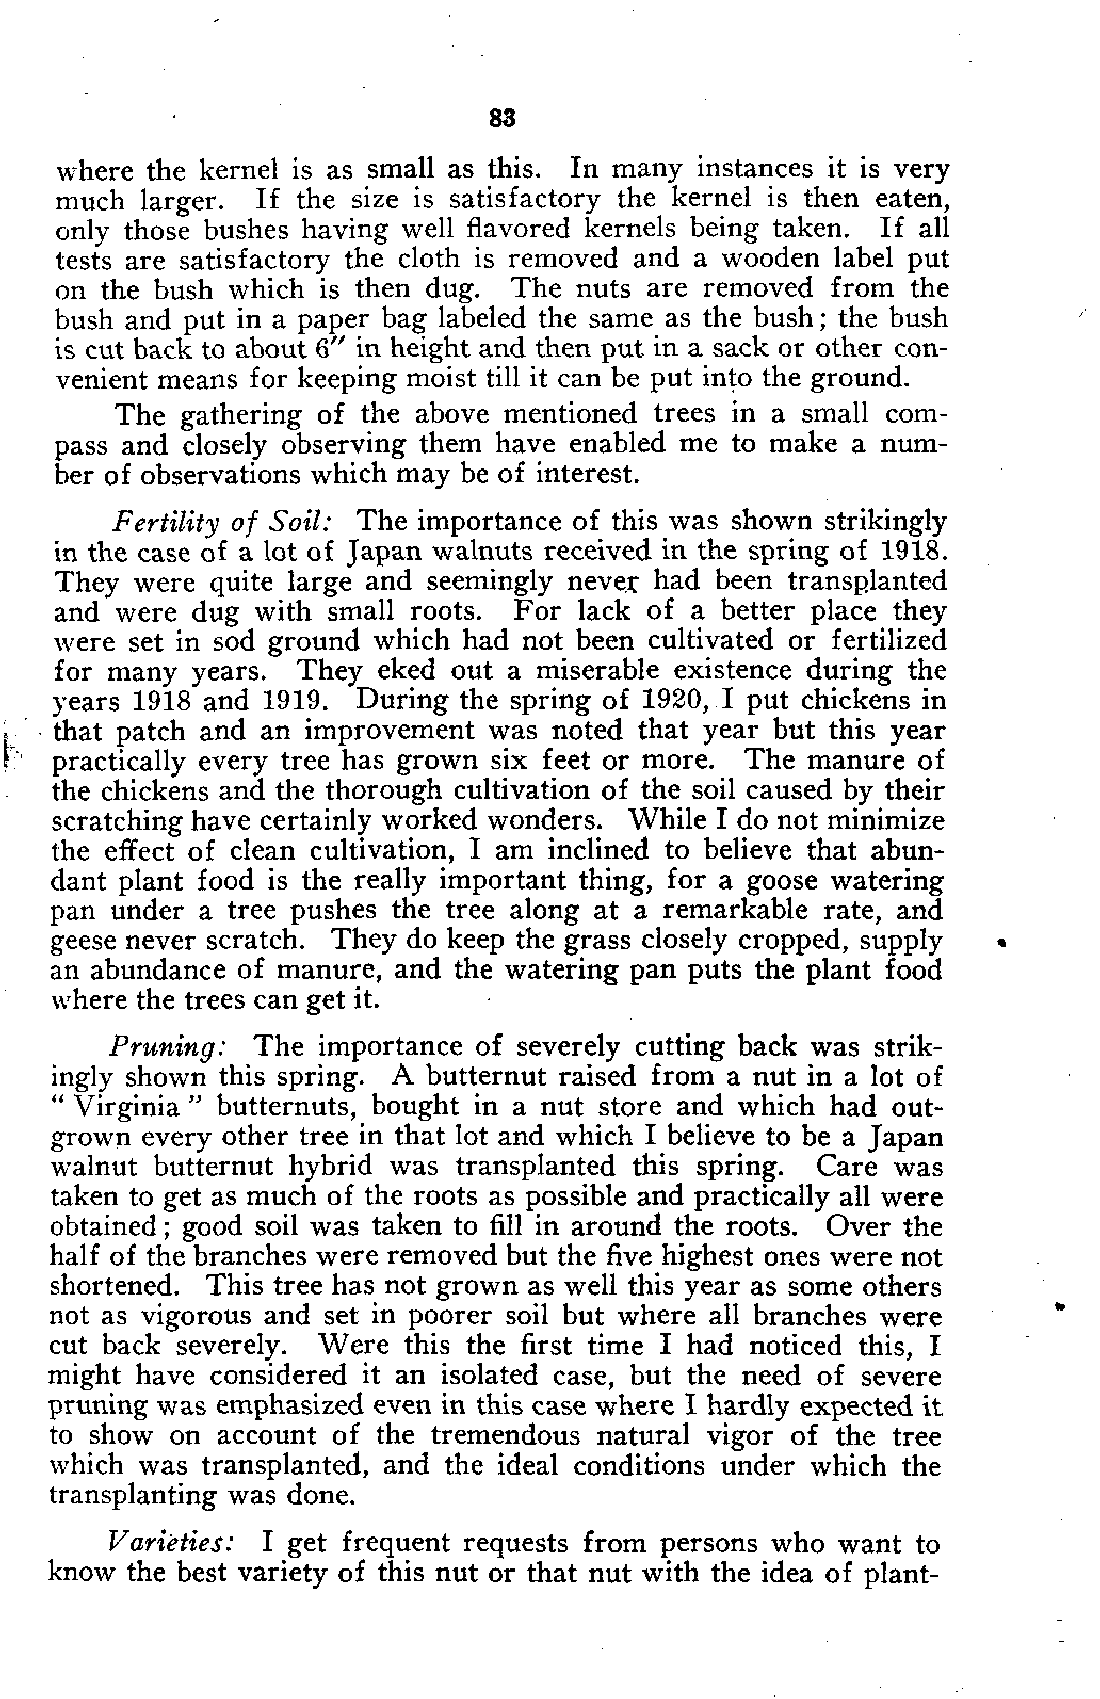 83
where the kernel is as small as this. In many instances it is very
much larger. If the size is satisfactory the kernel is then eaten,
only those bushes having well flavored kernels being taken. If all
tests are satisfactory the cloth is removed and a wooden label put
on the bush which is then dug. The nuts are removed from the
bush and put in a paper bag labeled the same as the bush; the bush
is cut back to about 6" in height and then put in a sack or other con-
venient means for keeping moist till it can be put into the ground.
The gathering of the above mentioned trees in a small com-
pass and closely observing them have enabled me to make a num-
ber of observations which may be of interest.
Fertility of Soil: The importance of this was shown strikingly
in the case of a lot of Japan walnuts received in the spring of 1918.
They were quite large and seemingly never had been transplanted
and were dug with small roots. For lack of a better place they
were set in sod ground which had not been cultivated or fertilized
for many years. They eked out a miserable existence during the
years 1918 and 1919. During the spring of 1920, I put chickens in
that patch and an improvement was noted that year but this year
practically every tree has grown six feet or more. The manure of
the chickens and the thorough cultivation of the soil caused by their
scratching have certainly worked wonders. While I do not minimize
the effect of clean cultivation, I am inclined to believe that abun-
dant plant food is the really important thing, for a goose watering
pan under a tree pushes the tree along at a remarkable rate, and
geese never scratch. They do keep the grass closely cropped, supply
an abundance of manure, and the watering pan puts the plant food
where the trees can get it.
Pruning: The importance of severely cutting back was strik-
ingly shown this spring. A butternut raised from a nut in a lot of
" Virginia " butternuts, bought in a nut store and which had out-
grown every other tree in that lot and which I believe to be a Japan
walnut butternut hybrid was transplanted this spring. Care was
taken to get as much of the roots as possible and practically all were
obtained; good soil was taken to fill in around the roots. Over the
half of the branches were removed but the five highest ones were not
shortened. This tree has not grown as well this year as some others
not as vigorous and set in poorer soil but where all branches were
cut back severely. Were this the first time I had noticed this, I
might have considered it an isolated case, but the need of severe
pruning was emphasized even in this case where I hardly expected it
to show on account of the tremendous natural vigor of the tree
which was transplanted, and the ideal conditions under which the
transplanting was done.
Varieties: I get frequent requests from persons who want to
know the best variety of this nut or that nut with the idea of plant-